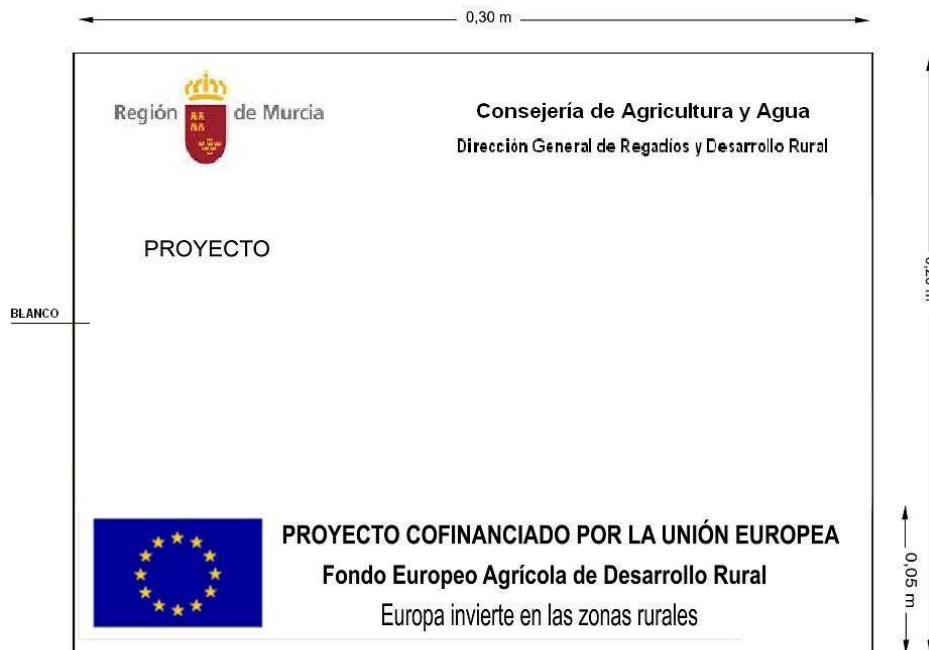 0,30 m
Región de Murcia
Consejería de Agricultura y Agua
Dirección General de Regadíos y Desarrollo Rural
PROYECTO
BLANCO
PROYECTO COFINANCIADO POR LA UNIÓN EUROPEA
Fondo Europeo Agrícola de Desarrollo Rural
Europa invierte en las zonas rurales
0,05 m